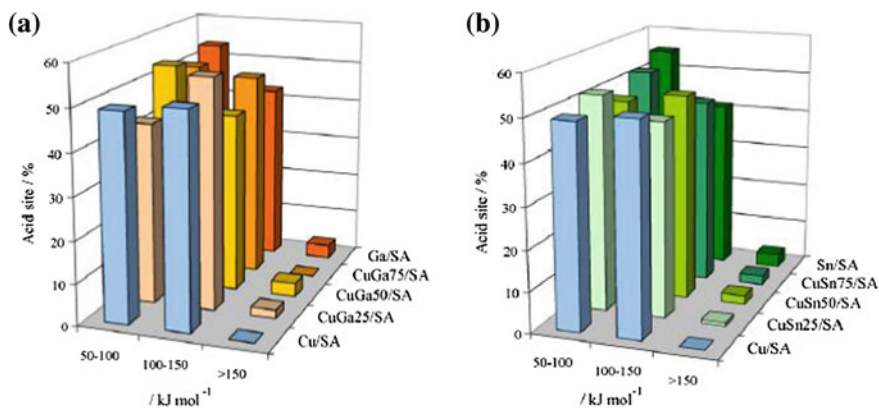 (a)
60
50
40
30
20
10
0
Acid site / %
50-100
100-150
>150
/ kJ mol⁻¹
Ga/SA
CuGa75/SA
CuGa50/SA
CuGa25/SA
Cu/SA
(b)
60
50
40
30
20
10
0
Acid site / %
50-100
100-150
>150
/ kJ mol⁻¹
Sn/SA
CuSn75/SA
CuSn50/SA
CuSn25/SA
Cu/SA